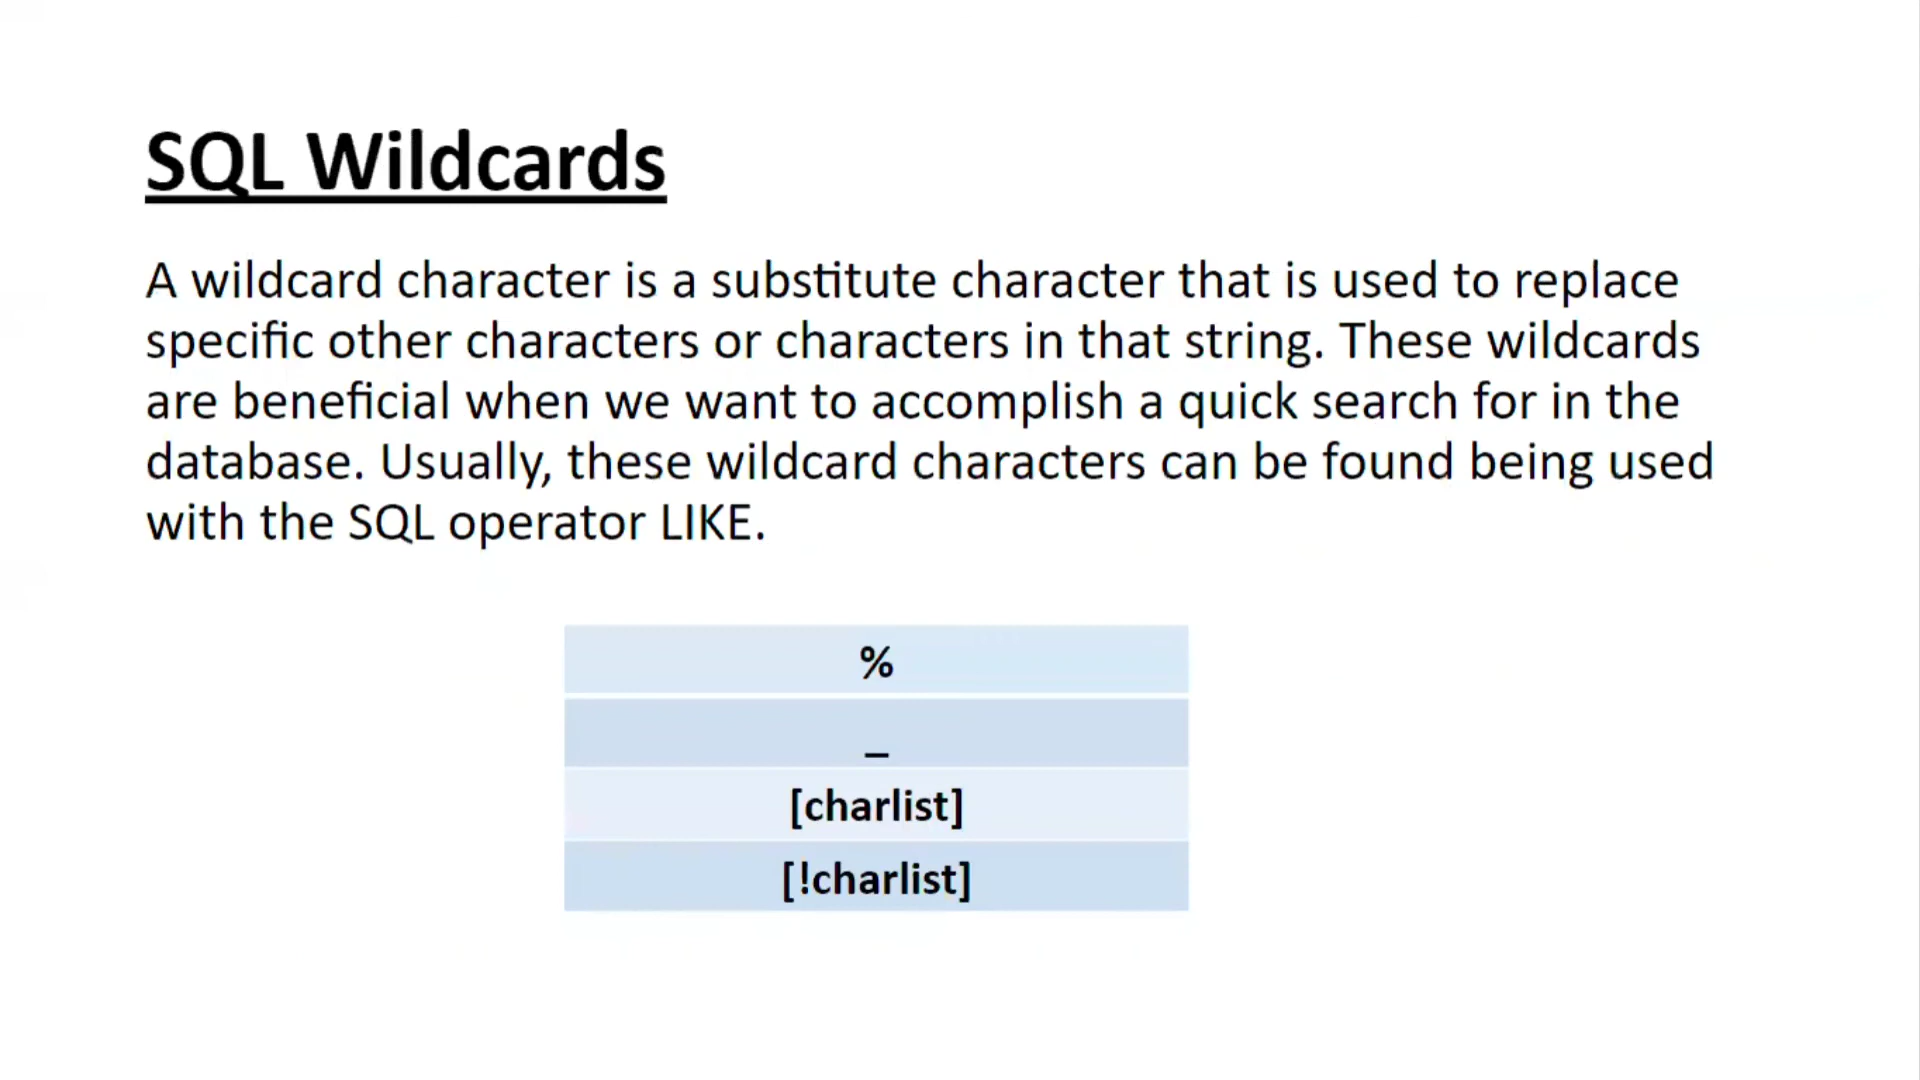 SQL Wildcards
A wildcard character is a substitute character that is used to replace
specific other characters or characters in that string. These wildcards
are beneficial when we want to accomplish a quick search for in the
database. Usually, these wildcard characters can be found being used
with the SQL operator LIKE.
%
_
[charlist]
[!charlist]